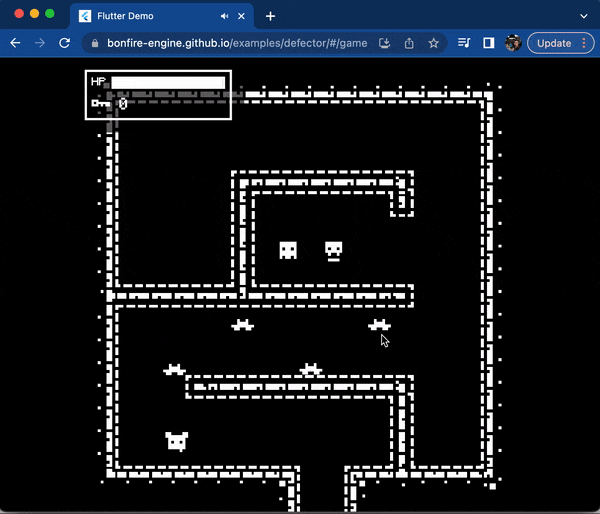 Flutter Demo
bonfire-engine.github.io/examples/defector/#/game
Update
HP
0